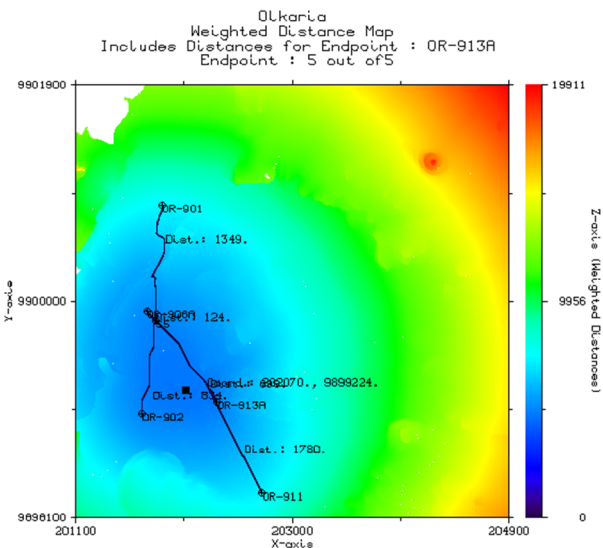 Olkaria
Weighted Distance Map
Includes Distances for Endpoint : OR-913A
Endpoint : 5 out of5
9901900
19911
OR-901
Dist.: 1349.
Z-axis (Weighted Distances)
Y-axis
9900000
9956
Dist.: 124.
282070., 9899224.
Dist.: 834.
OR-913A
OR-902
Dist.: 1780.
OR-911
9898100
0
201100
203000
204900
X-axis